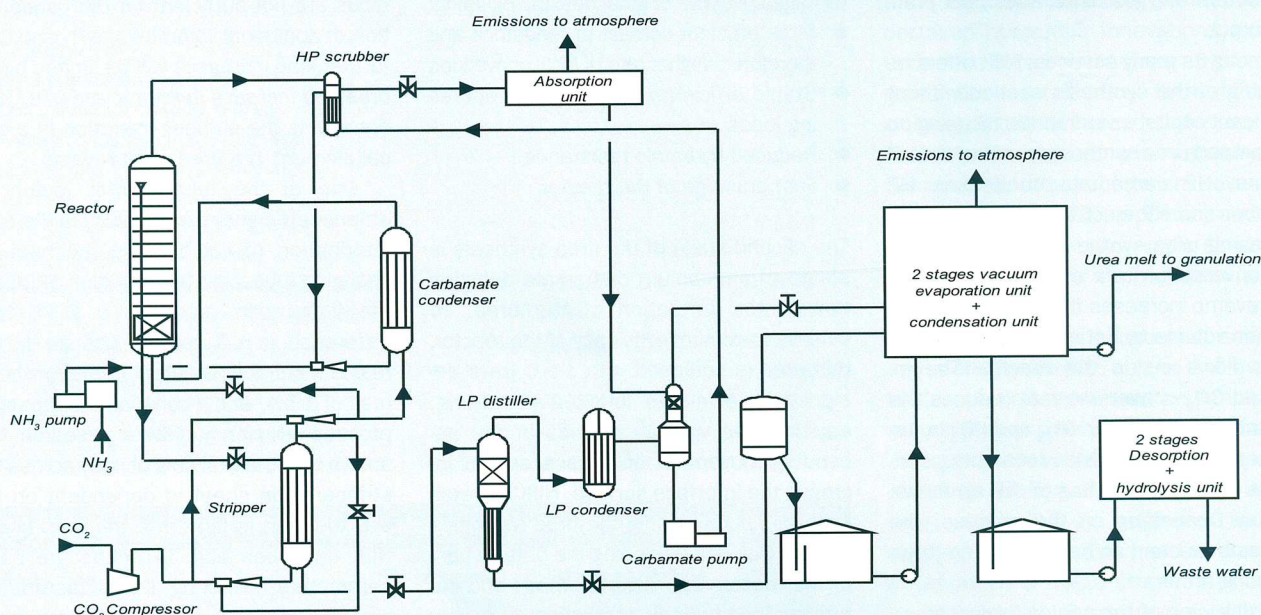 Emissions to atmosphere
HP scrubber
Absorption
unit
Emissions to atmosphere
Reactor
Urea melt to granulation
Carbamate
condenser
2 stages vacuum
evaporation unit
+
condensation unit
NH3 pump
NH3
LP distiller
LP condenser
2 stages
Desorption
+
hydrolysis unit
Stripper
CO2
CO2 Compressor
Carbamate pump
Waste water